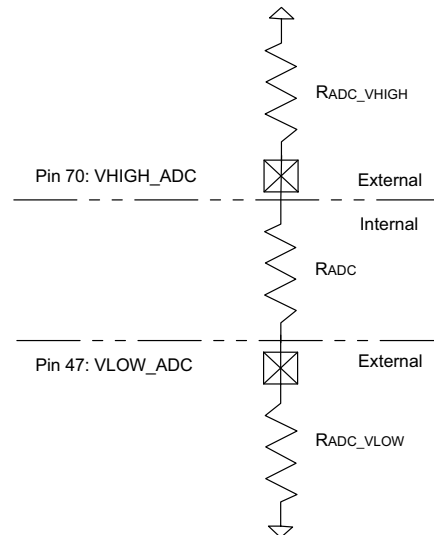 RADC_VHIGH
Pin 70: VHIGH_ADC
External
Internal
RADC
Pin 47: VLOW_ADC
External
RADC_VLOW